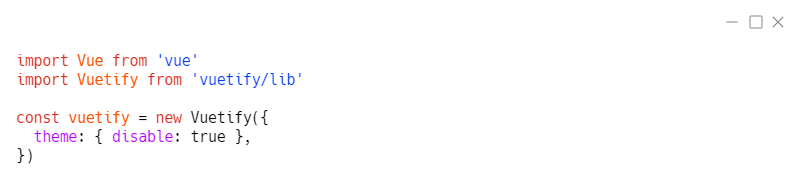 import Vue from 'vue'
import Vuetify from 'vuetify/lib'
const vuetify = new Vuetify({
  theme: { disable: true },
})